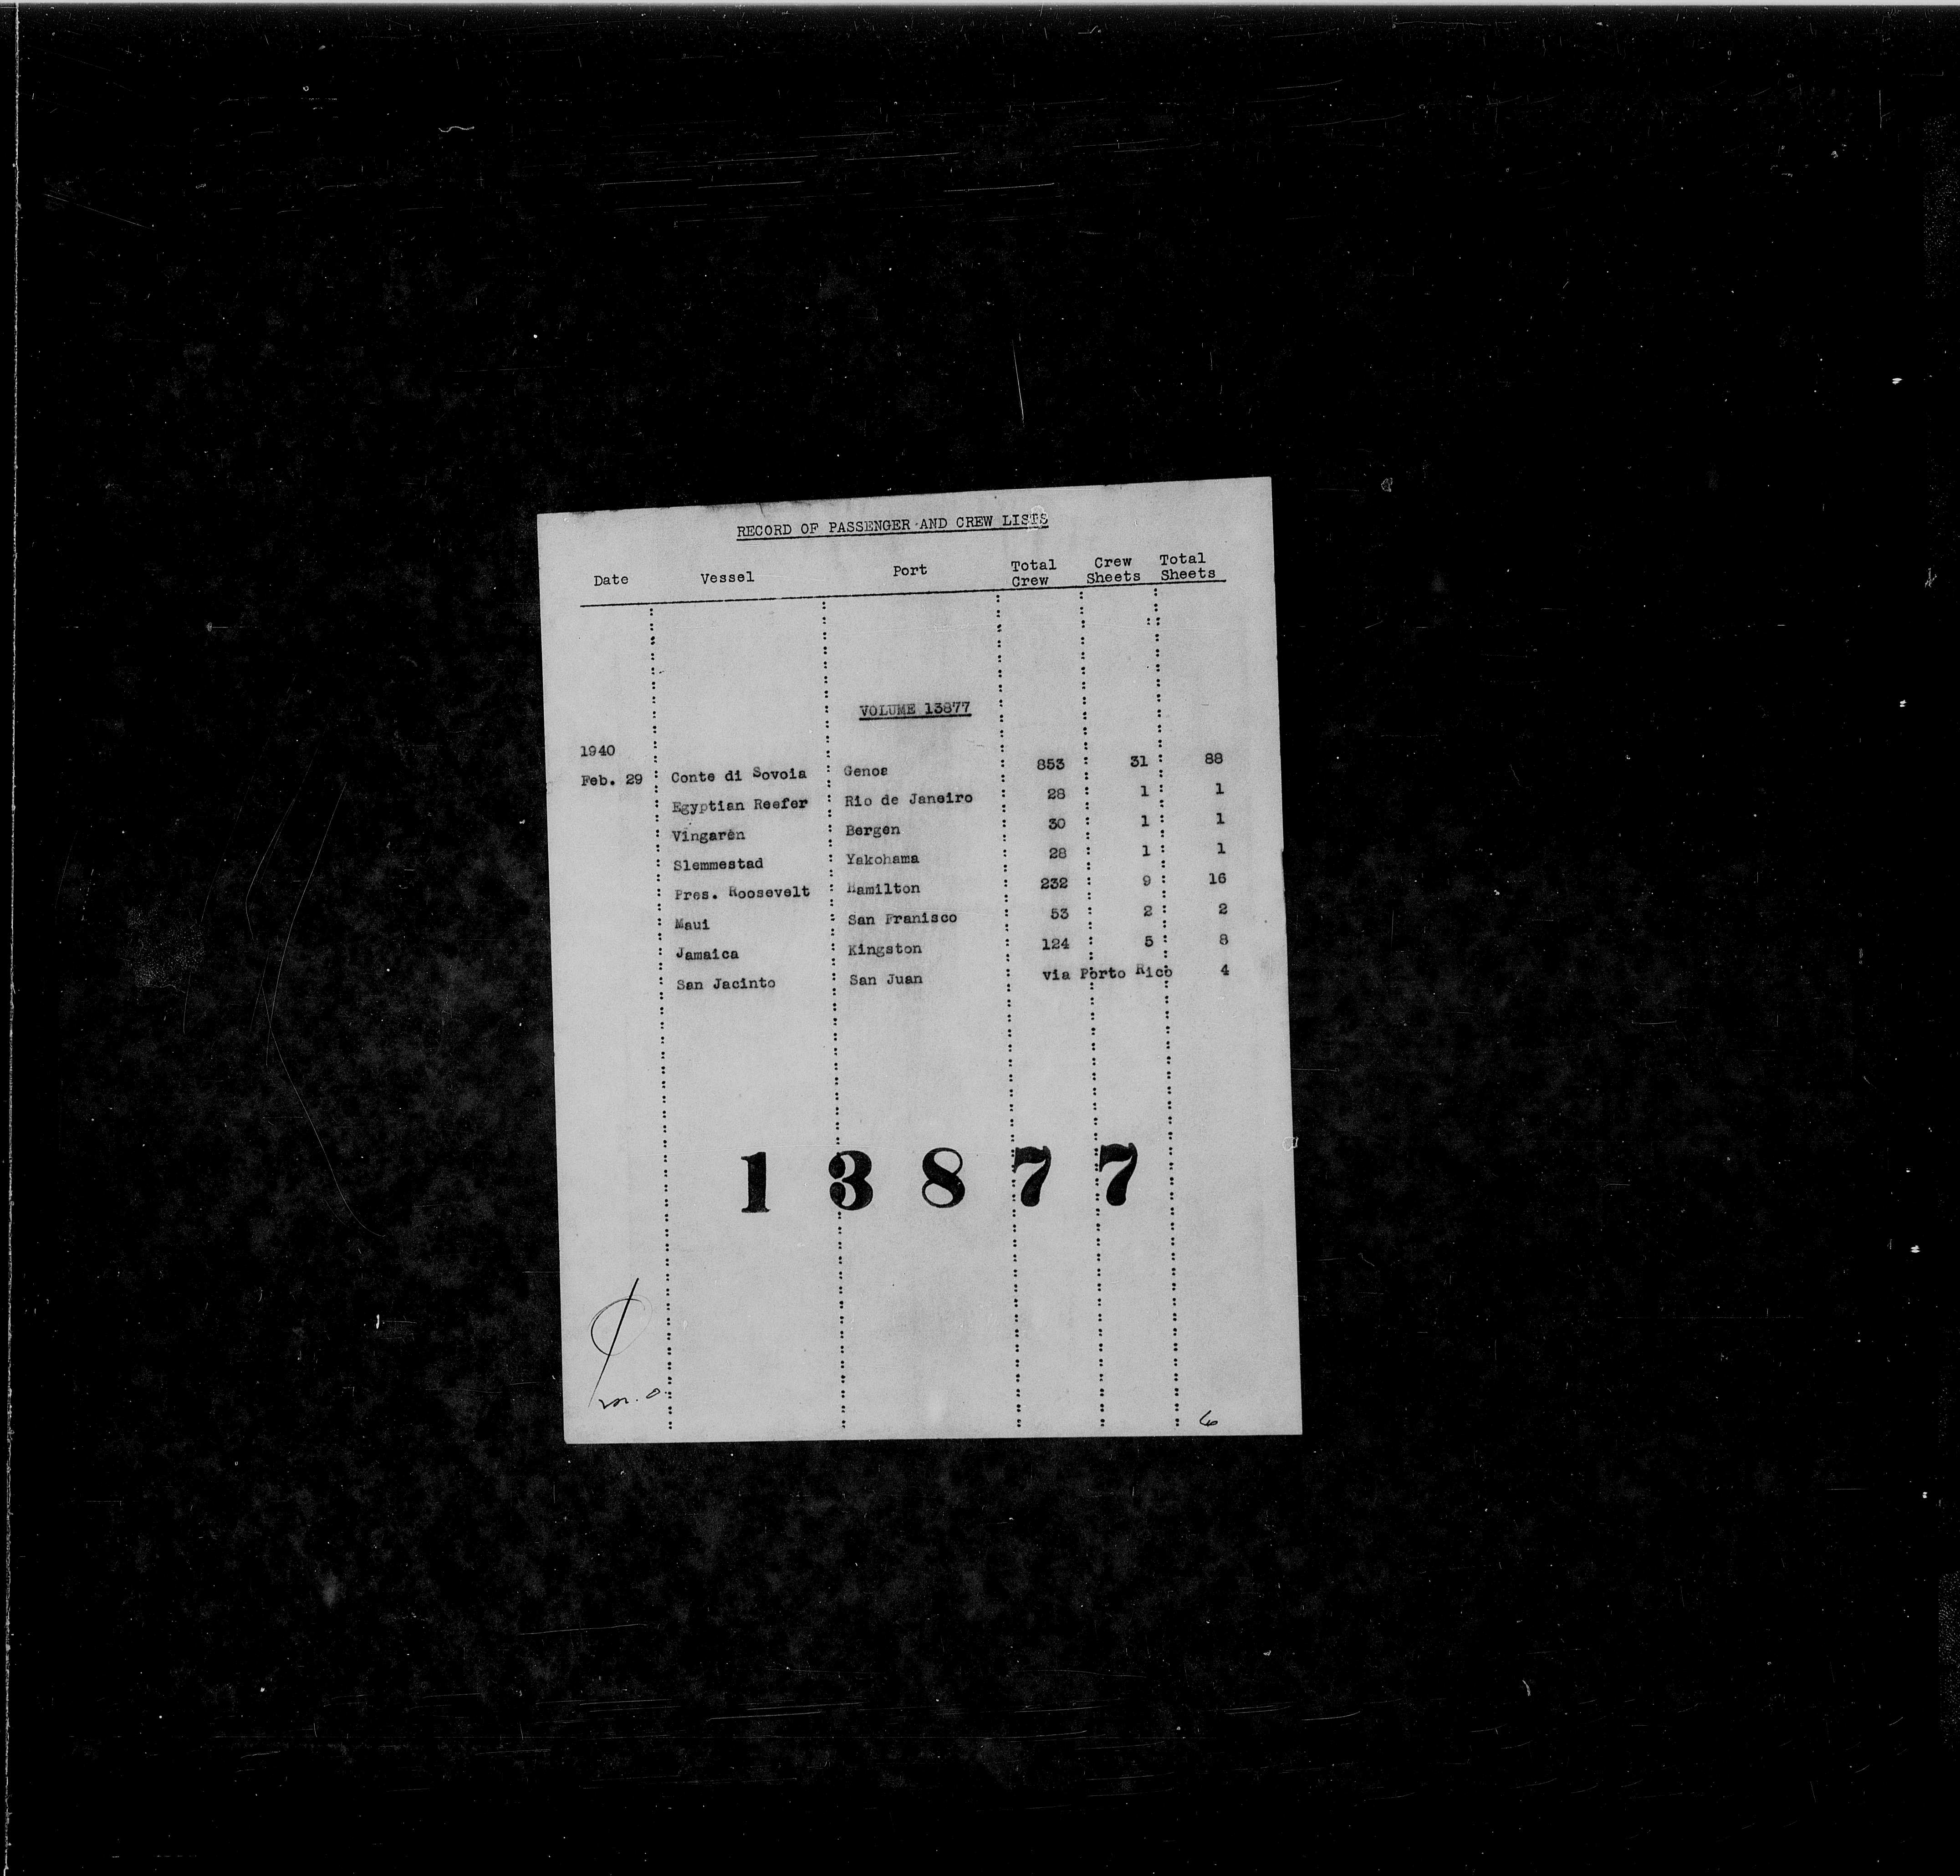 RECORD OF PASSENGER AND CREW LISTS
Date Vessel Port Total Crew Crew Sheets Total Sheets
VOLUME 13877
1940
Feb. 29 Conte di Sovoia Genoa 853 31 88
Egyptian Reefer Rio de Janeiro 28 1 1
Vingaren Bergen 30 1 1
Slemmestad Yakohama 28 1 1
Pres. Roosevelt Hamilton 232 9 16
Maui San Franisco 53 2 2
Jamaica Kingston 124 5 8
San Jacinto San Juan via Porto Rico 4
13877